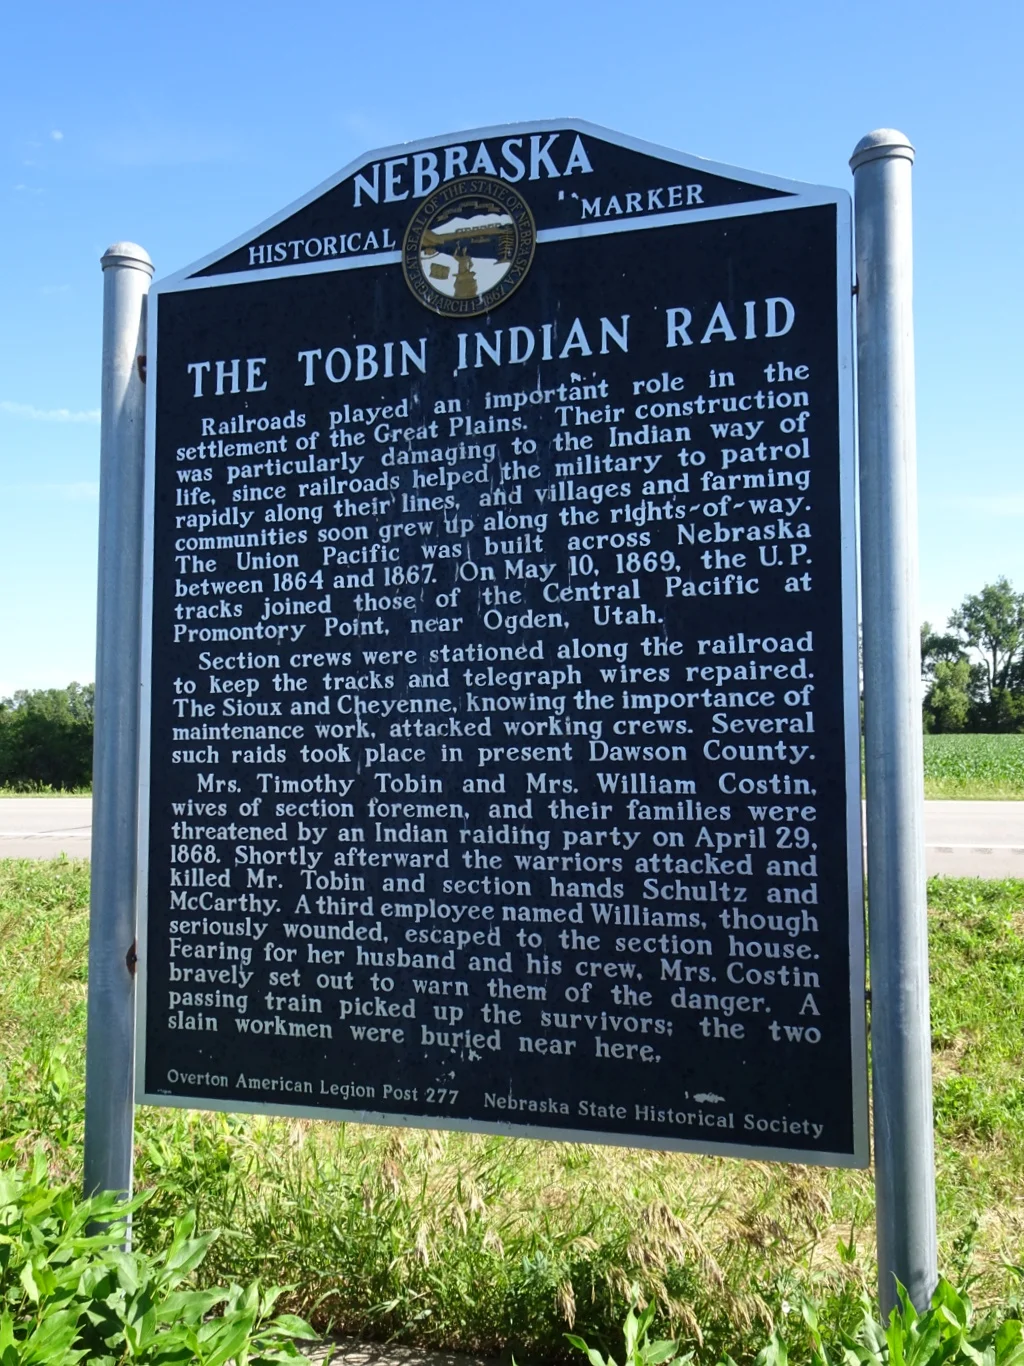 NEBRASKA
HISTORICAL MARKER
GREAT SEAL OF THE STATE OF NEBRASKA
MARCH 1ST 1867
THE TOBIN INDIAN RAID
Railroads played an important role in the
settlement of the Great Plains. Their construction
was particularly damaging to the Indian way of
life, since railroads helped the military to patrol
rapidly along their lines, and villages and farming
communities soon grew up along the rights-of-way.
The Union Pacific was built across Nebraska
between 1864 and 1867. On May 10, 1869, the U.P.
tracks joined those of the Central Pacific at
Promontory Point, near Ogden, Utah.
Section crews were stationed along the railroad
to keep the tracks and telegraph wires repaired.
The Sioux and Cheyenne, knowing the importance of
maintenance work, attacked working crews. Several
such raids took place in present Dawson County.
Mrs. Timothy Tobin and Mrs. William Costin,
wives of section foremen, and their families were
threatened by an Indian raiding party on April 29,
1868. Shortly afterward the warriors attacked and
killed Mr. Tobin and section hands Schultz and
McCarthy. A third employee named Williams, though
seriously wounded, escaped to the section house.
Fearing for her husband and his crew, Mrs. Costin
bravely set out to warn them of the danger. A
passing train picked up the survivors; the two
slain workmen were buried near here.
Overton American Legion Post 277 Nebraska State Historical Society